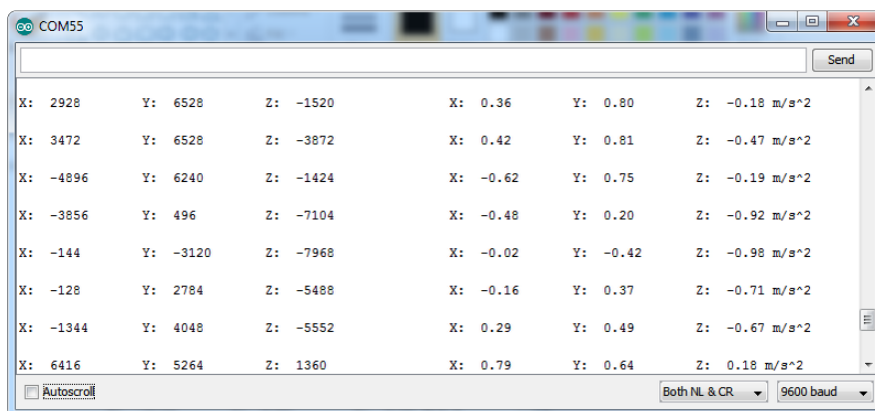 COM55
Send
X: 2928 Y: 6528 Z: -1520 X: 0.36 Y: 0.80 Z: -0.18 m/s^2
X: 3472 Y: 6528 Z: -3872 X: 0.42 Y: 0.81 Z: -0.47 m/s^2
X: -4896 Y: 6240 Z: -1424 X: -0.62 Y: 0.75 Z: -0.19 m/s^2
X: -3856 Y: 496 Z: -7104 X: -0.48 Y: 0.20 Z: -0.92 m/s^2
X: -144 Y: -3120 Z: -7968 X: -0.02 Y: -0.42 Z: -0.98 m/s^2
X: -128 Y: 2784 Z: -5488 X: -0.16 Y: 0.37 Z: -0.71 m/s^2
X: -1344 Y: 4048 Z: -5552 X: 0.29 Y: 0.49 Z: -0.67 m/s^2
X: 6416 Y: 5264 Z: 1360 X: 0.79 Y: 0.64 Z: 0.18 m/s^2
Autoscroll Both NL & CR 9600 baud